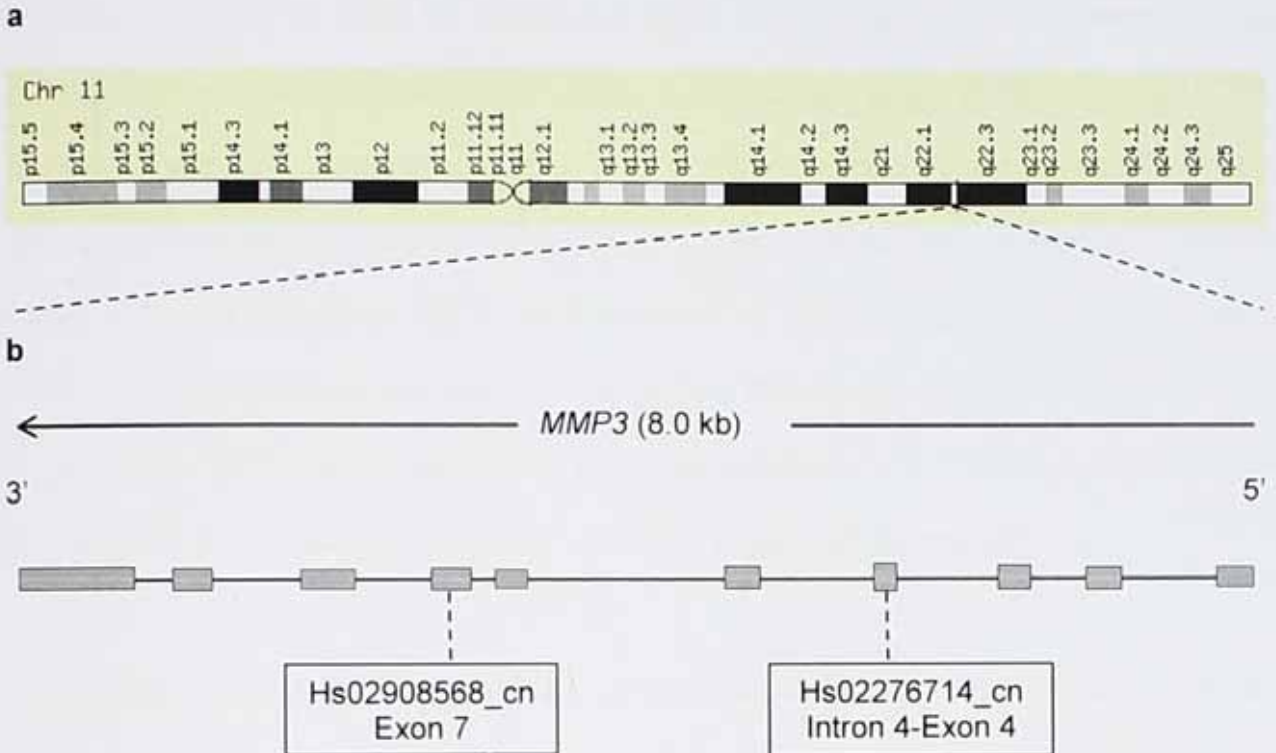 a
Chr 11
p15.5 p15.4 p15.3 p15.2 p15.1 p14.3 p14.1 p13 p12 p11.2 p11.12 p11.11 q11 q12.1 q13.1 q13.2 q13.3 q13.4 q14.1 q14.2 q14.3 q21 q22.1 q22.3 q23.1 q23.2 q23.3 q24.1 q24.2 q24.3 q25
b
MMP3 (8.0 kb)
3' 5'
Hs02908568_cn
Exon 7
Hs02276714_cn
Intron 4-Exon 4